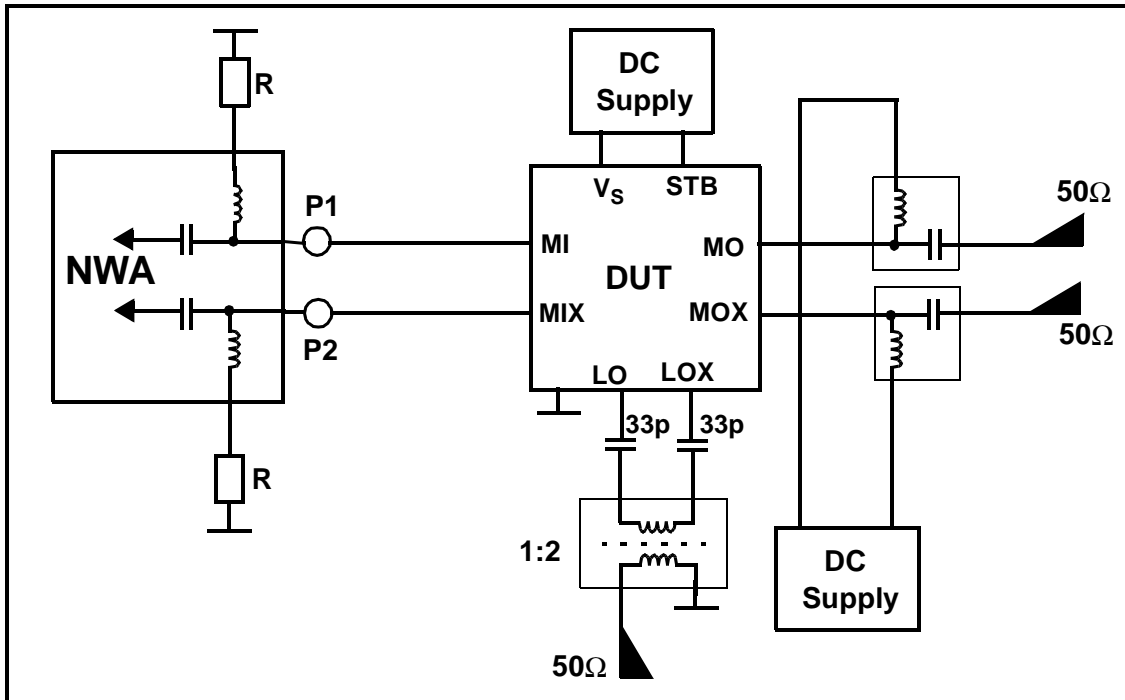 R
DC
Supply
P1
V_S STB
50Ω
MI
MO
NWA
DUT
MIX
MOX
50Ω
P2
LO LOX
33p 33p
R
1:2
DC
Supply
50Ω